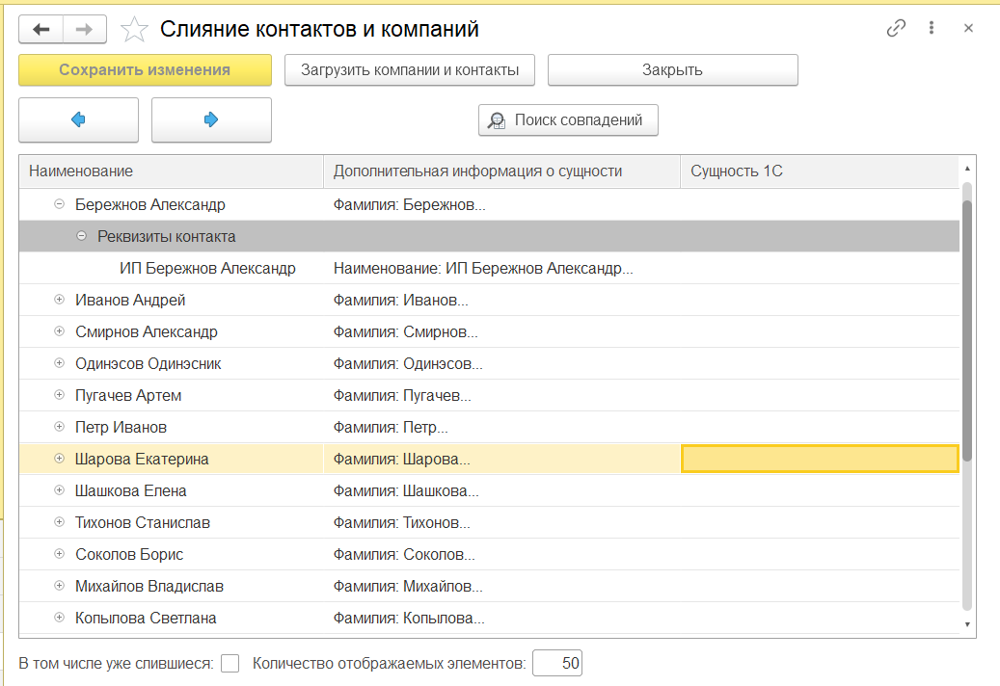 Слияние контактов и компаний
Сохранить изменения Загрузить компании и контакты Закрыть
Поиск совпадений
Наименование Дополнительная информация о сущности Сущность 1С
Бережнов Александр Фамилия: Бережнов...
Реквизиты контакта
ИП Бережнов Александр Наименование: ИП Бережнов Александр...
Иванов Андрей Фамилия: Иванов...
Смирнов Александр Фамилия: Смирнов...
Одинэсов Одинэсник Фамилия: Одинэсов...
Пугачев Артем Фамилия: Пугачев...
Петр Иванов Фамилия: Петр...
Шарова Екатерина Фамилия: Шарова...
Шашкова Елена Фамилия: Шашкова...
Тихонов Станислав Фамилия: Тихонов...
Соколов Борис Фамилия: Соколов...
Михайлов Владислав Фамилия: Михайлов...
Копылова Светлана Фамилия: Копылова...
В том числе уже слившиеся: Количество отображаемых элементов: 50